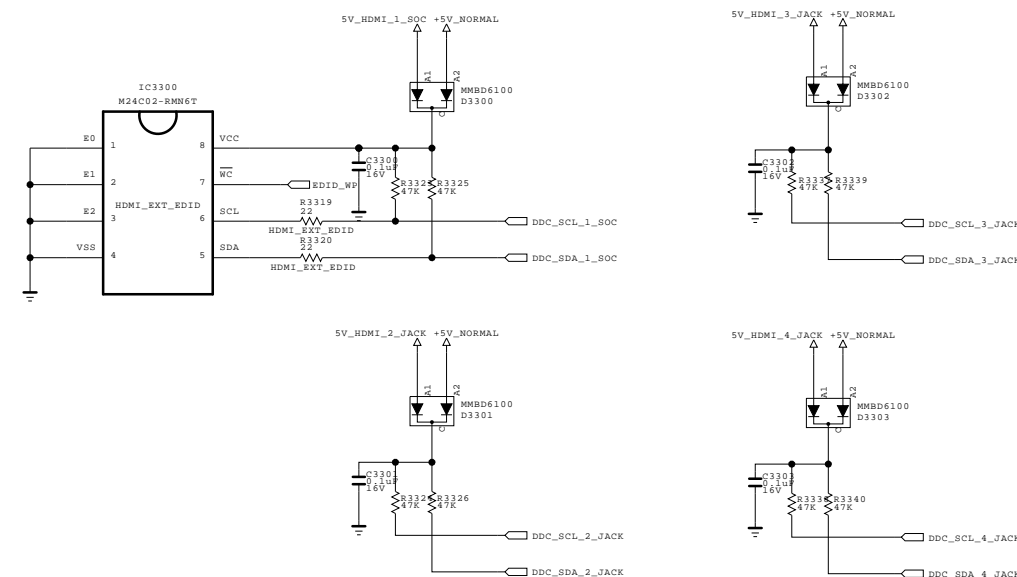 5V_HDMI_1_SOC +5V_NORMAL
A1
A2
MMBD6100
D3300
C
IC3300
M24C02-RMN6T
E0
1
8
VCC
E1
2
7
WC
EDID_WP
HDMI_EXT_EDID
E2
3
6
SCL
VSS
4
5
SDA
C3300
0.1uF
16V
R3325
47K
47K
R3319
22
HDMI_EXT_EDID
R3320
22
HDMI_EXT_EDID
DDC_SCL_1_SOC
DDC_SDA_1_SOC
5V_HDMI_3_JACK +5V_NORMAL
A1
A2
MMBD6100
D3302
C
C3302
0.1uF
16V
R3339
47K
47K
DDC_SCL_3_JACK
DDC_SDA_3_JACK
5V_HDMI_2_JACK +5V_NORMAL
A1
A2
MMBD6100
D3301
C
C3301
0.1uF
16V
R3326
47K
47K
DDC_SCL_2_JACK
DDC_SDA_2_JACK
5V_HDMI_4_JACK +5V_NORMAL
A1
A2
MMBD6100
D3303
C
C3303
0.1uF
16V
R3340
47K
47K
DDC_SCL_4_JACK
DDC_SDA_4_JACK